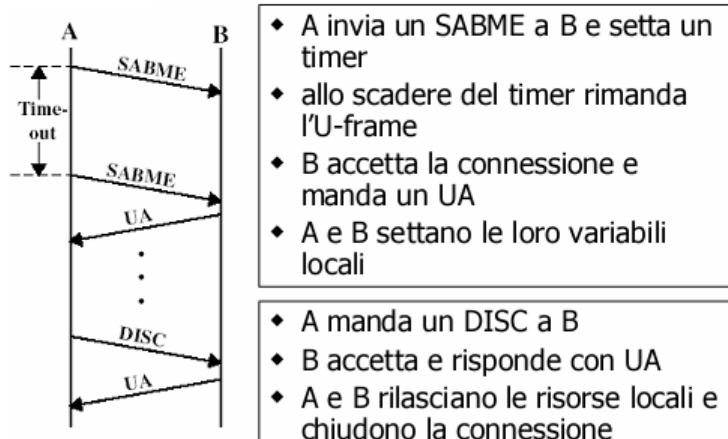 A
B
SABME
Time-
out
SABME
UA
DISC
UA
◆ A invia un SABME a B e setta un
timer
◆ allo scadere del timer rimanda
l'U-frame
◆ B accetta la connessione e
manda un UA
◆ A e B settano le loro variabili
locali
◆ A manda un DISC a B
◆ B accetta e risponde con UA
◆ A e B rilasciano le risorse locali e
chiudono la connessione